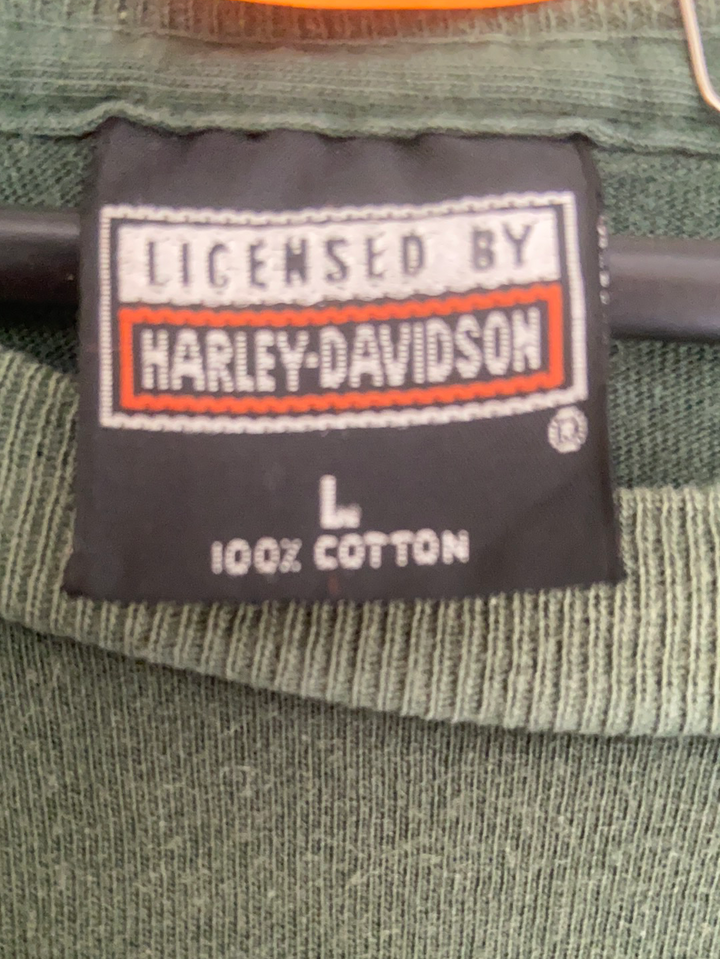 LICENSED BY
HARLEY-DAVIDSON
®
L
100% COTTON